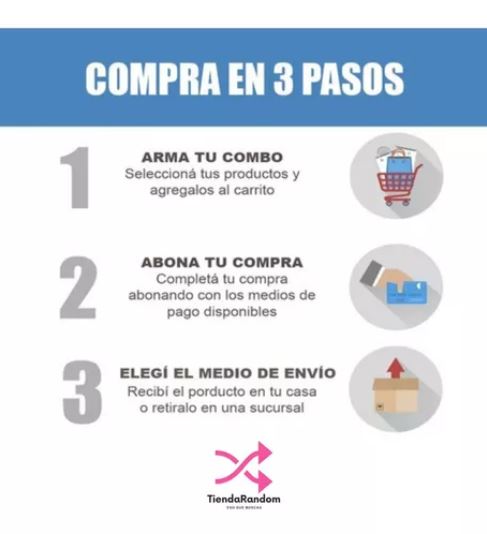 COMPRA EN 3 PASOS
1
ARMA TU COMBO
Seleccioná tus productos y
agregalos al carrito
2
ABONA TU COMPRA
Completá tu compra
abonando con los medios de
pago disponibles
3
ELEGÍ EL MEDIO DE ENVÍO
Recibí el porducto en tu casa
o retiralo en una sucursal
TiendaRandom